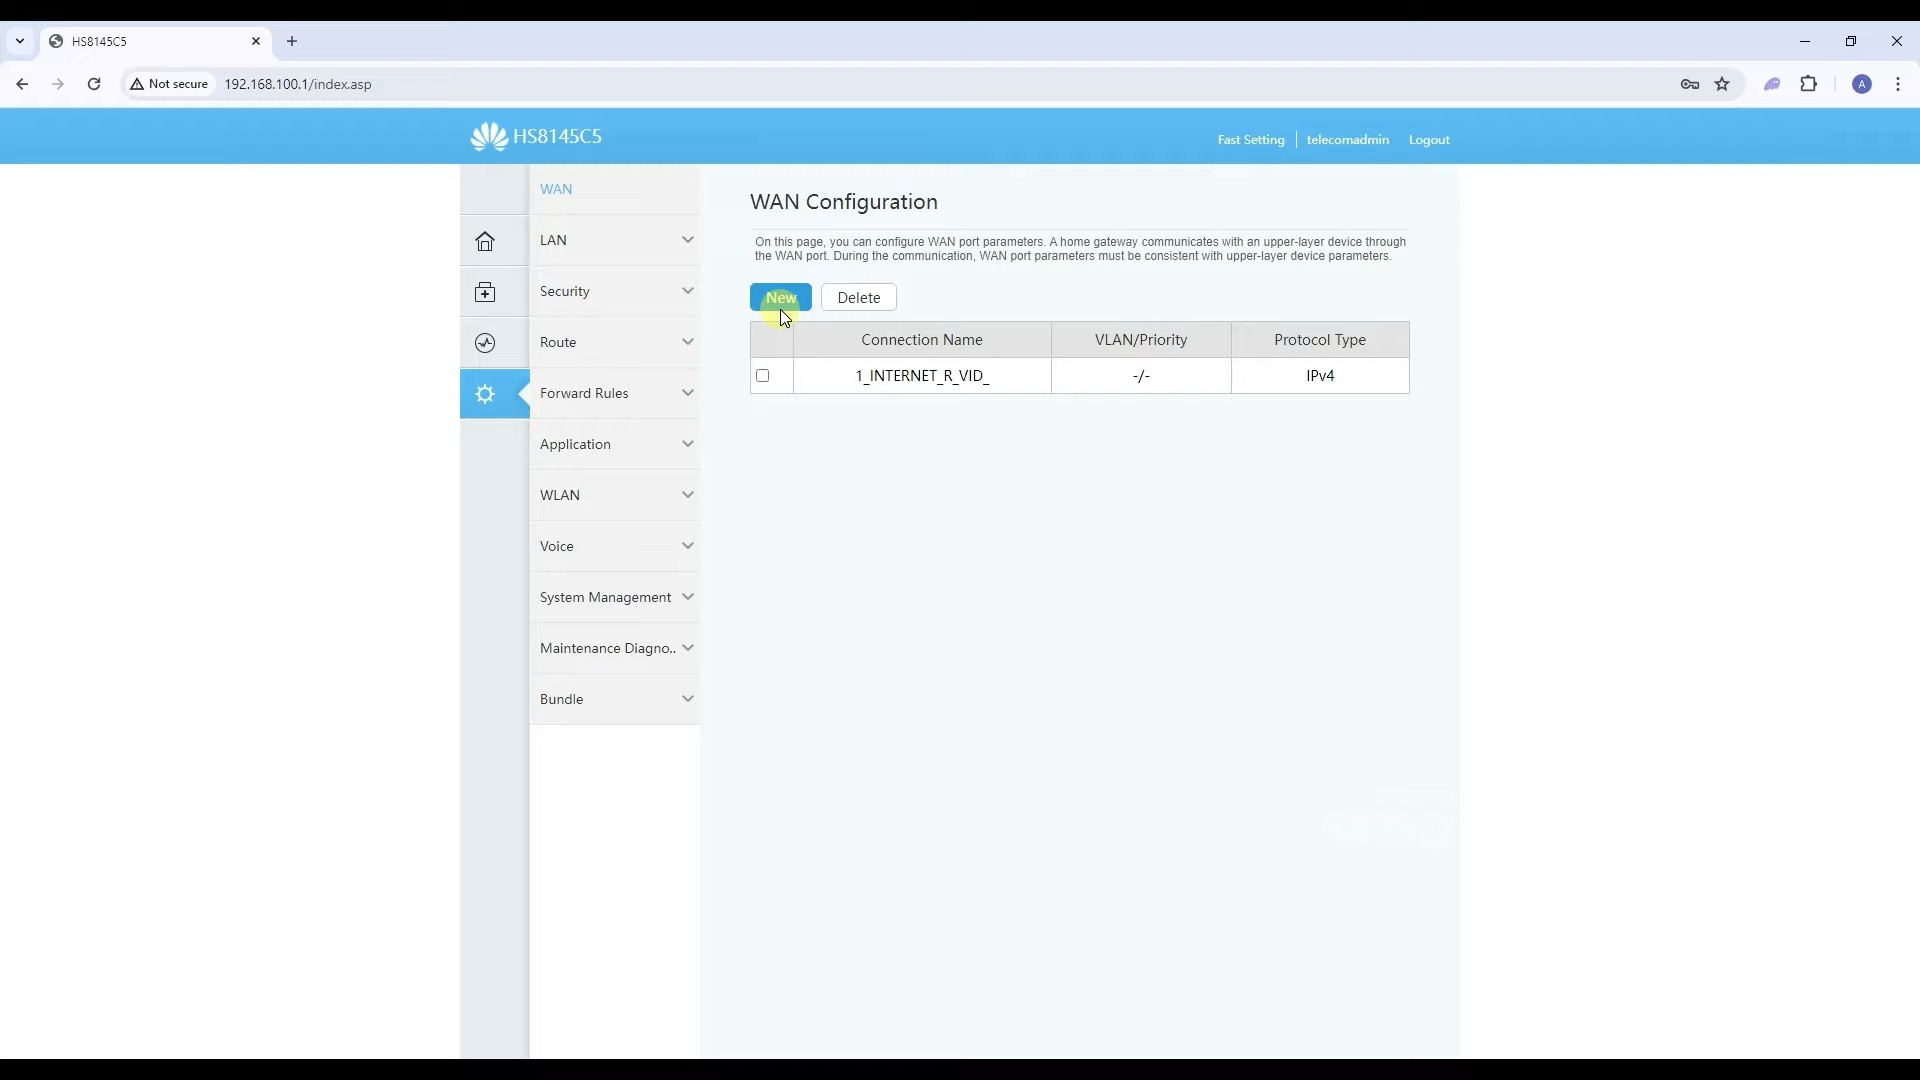 HS8145C5
Not secure
192.168.100.1/index.asp
A
HS8145C5
Fast Setting
telecomadmin
Logout
WAN
LAN
Security
Route
Forward Rules
Application
WLAN
Voice
System Management
Maintenance Diagno..
Bundle
WAN Configuration
On this page, you can configure WAN port parameters. A home gateway communicates with an upper-layer device through
the WAN port. During the communication, WAN port parameters must be consistent with upper-layer device parameters.
New
Delete
Connection Name VLAN/Priority Protocol Type
1_INTERNET_R_VID_ -/- IPv4